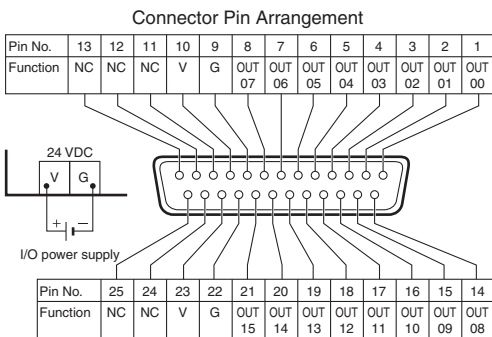 Connector Pin Arrangement
Pin No. 13 12 11 10 9 8 7 6 5 4 3 2 1
Function NC NC NC V G OUT 07 OUT 06 OUT 05 OUT 04 OUT 03 OUT 02 OUT 01 OUT 00
24 VDC
V G
+ −
I/O power supply
Pin No. 25 24 23 22 21 20 19 18 17 16 15 14
Function NC NC V G OUT 15 OUT 14 OUT 13 OUT 12 OUT 11 OUT 10 OUT 09 OUT 08